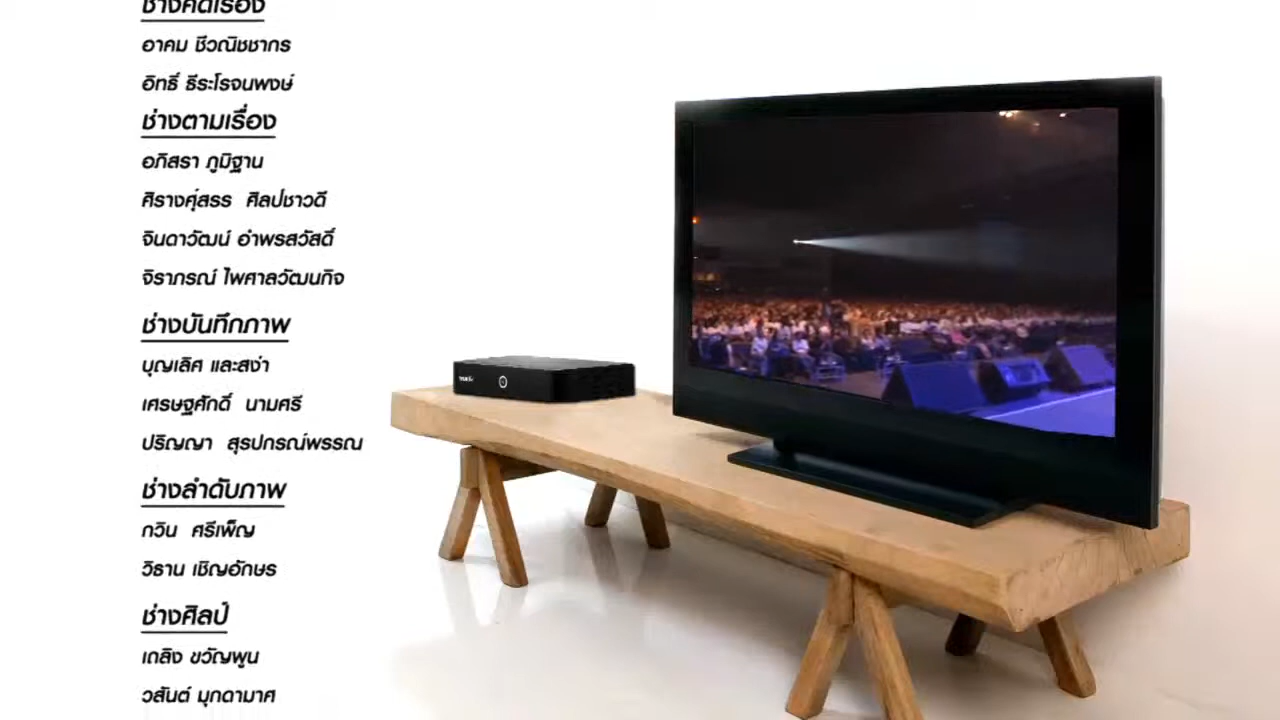 ช่างคิดเรื่อง
อาคม ชีวณิชชากร
อิทธิ์ ธีระโรจนพงษ์
ช่างตามเรื่อง
อภิสรา ภูมิฐาน
ศิรางศุ์สรร ศิลปชาวดี
จินดาวัฒน์ อำพรสวัสดิ์
จิราภรณ์ ไพศาลวัฒนกิจ
ช่างบันทึกภาพ
บุญเลิศ และสง่า
เศรษฐศักดิ์ นามศรี
ปริญญา สุรปกรณ์พรรณ
ช่างลำดับภาพ
กวิน ศรีเพ็ญ
วิธาน เชิญอักษร
ช่างศิลป์
เถลิง ขวัญพูน
วสันต์ มุกดามาศ